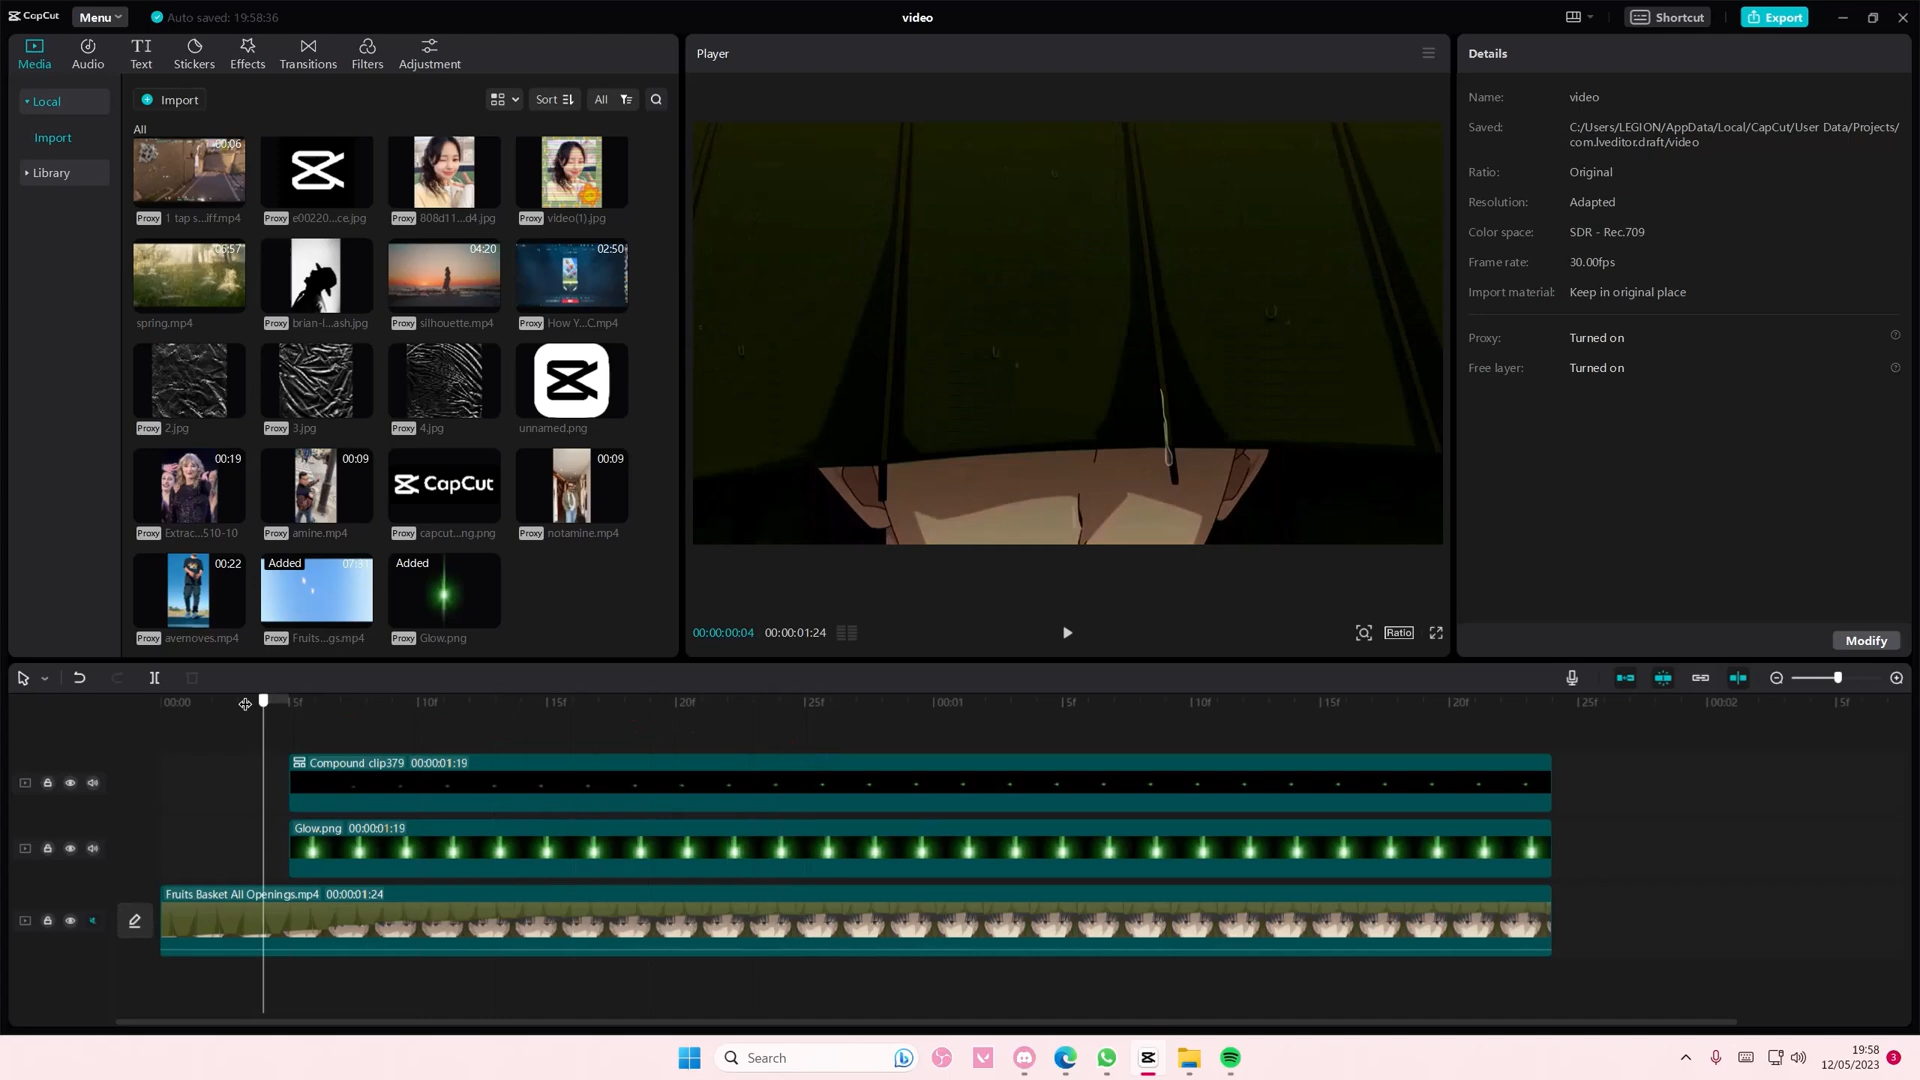 CapCut
Menu
Auto saved: 19:58:36
video
Shortcut
Export
Media
Audio
Text
Stickers
Effects
Transitions
Filters
Adjustment
Local
Import
Library
Import
Sort
All
All
00:06
Proxy 1 tap s...iff.mp4
Proxy e00220...ce.jpg
Proxy 808d11...d4.jpg
Proxy video(1).jpg
06:57
04:20
02:50
spring.mp4
Proxy brian-l...ash.jpg
Proxy silhouette.mp4
Proxy How Y...C.mp4
Proxy 2.jpg
Proxy 3.jpg
Proxy 4.jpg
unnamed.png
00:19
00:09
CapCut
00:09
Proxy Extrac...510-10
Proxy amine.mp4
Proxy capcut...ng.png
Proxy notamine.mp4
00:22
Added
Added
Proxy avemoves.mp4
Proxy Fruits...gs.mp4
Proxy Glow.png
Player
00:00:00:04 00:00:01:24
Ratio
Details
Name: video
Saved: C:/Users/LEGION/AppData/Local/CapCut/User Data/Projects/
com.lveditor.draft/video
Ratio: Original
Resolution: Adapted
Color space: SDR - Rec.709
Frame rate: 30.00fps
Import material: Keep in original place
Proxy: Turned on
Free layer: Turned on
Modify
00:00 5f 10f 15f 20f 25f 00:01 5f 10f 15f 20f 25f 00:02 5f
Compound clip379 00:00:01:19
Glow.png 00:00:01:19
Fruits Basket All Openings.mp4 00:00:01:24
Search
19:58
12/05/2023
3